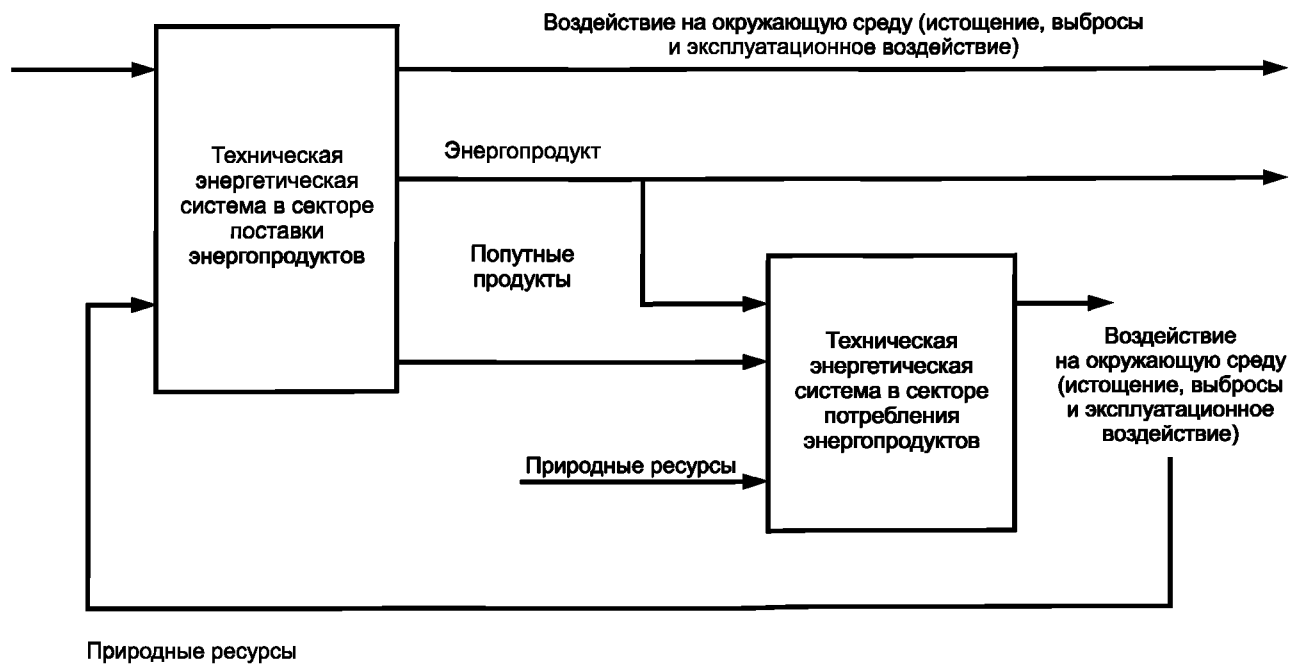 Воздействие на окружающую среду (истощение, выбросы
и эксплуатационное воздействие)
Техническая
энергетическая
система в секторе
поставки
энергопродуктов
Энергопродукт
Попутные
продукты
Техническая
энергетическая
система в секторе
потребления
энергопродуктов
Воздействие
на окружающую среду
(истощение, выбросы
и эксплуатационное
воздействие)
Природные ресурсы
Природные ресурсы